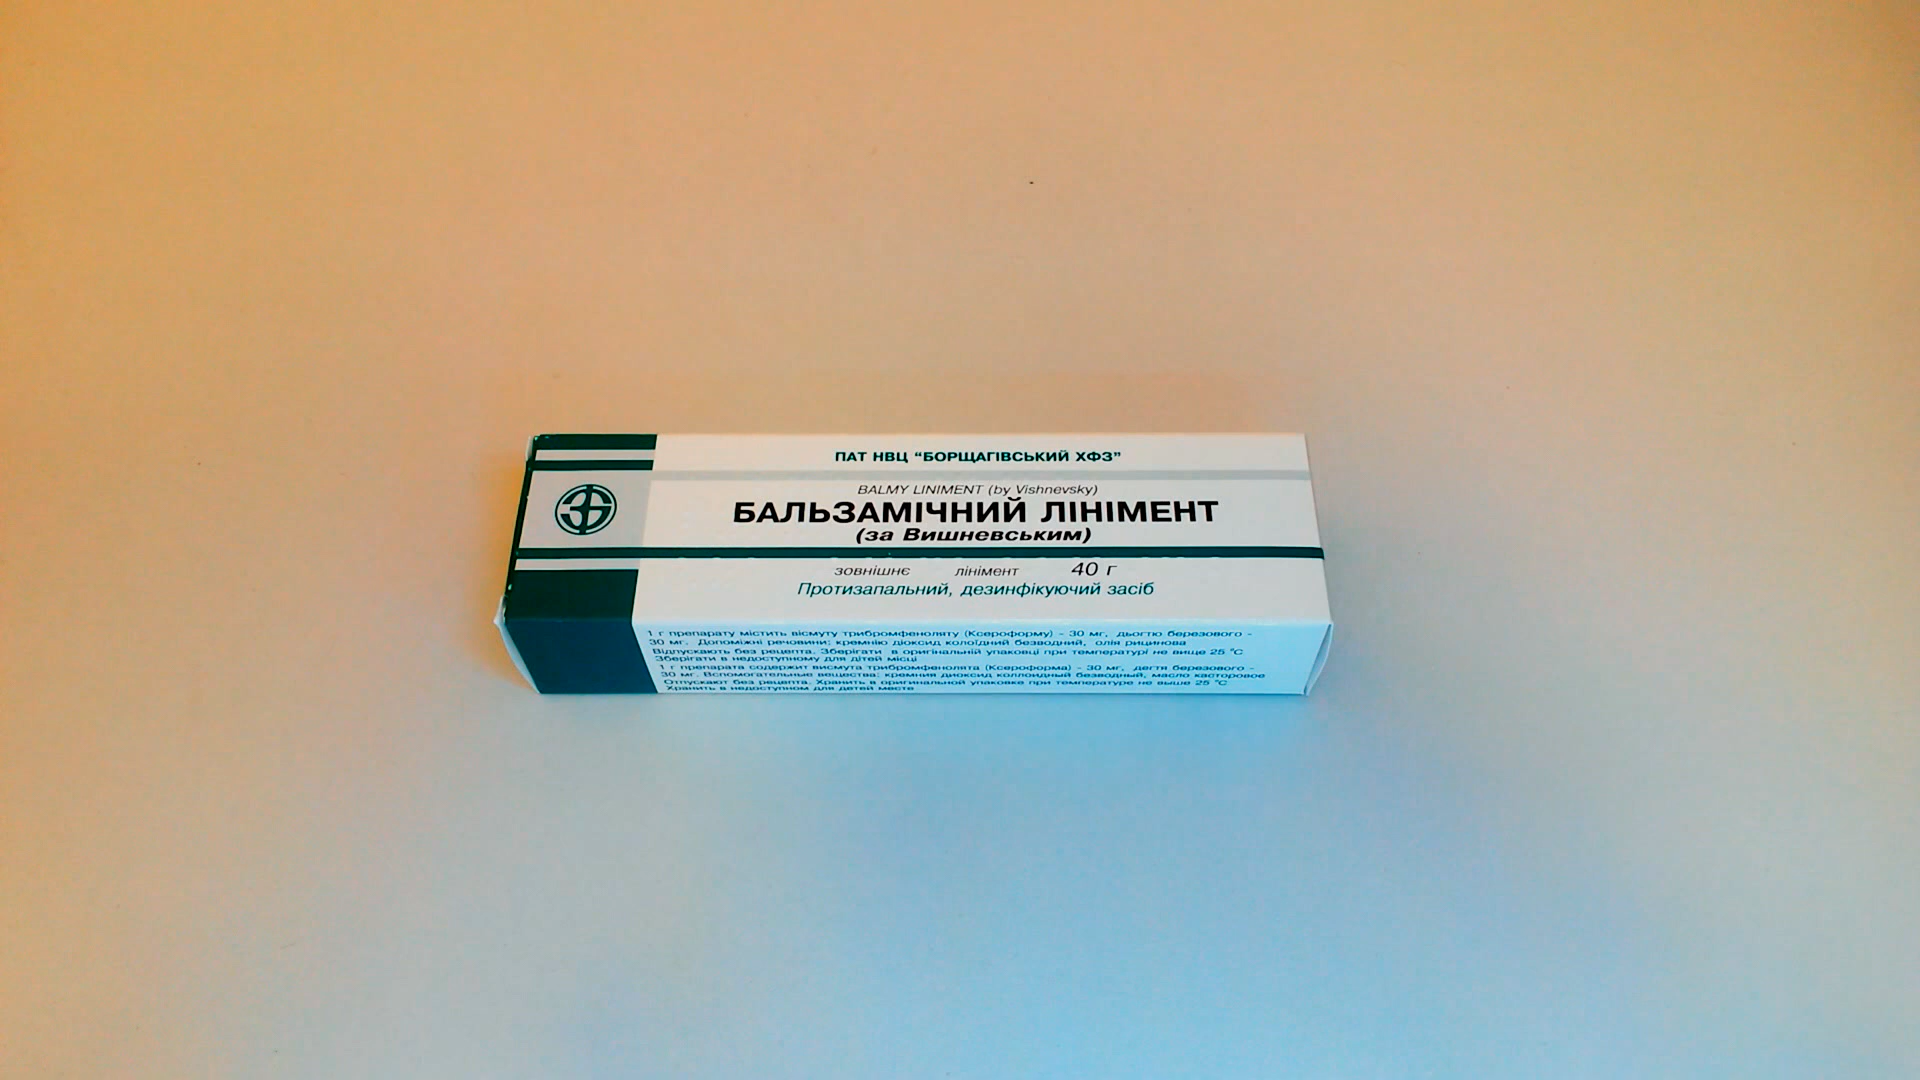 ПАТ НВЦ “БОРЩАГІВСЬКИЙ ХФЗ”
BALMY LINIMENT (by Vishnevsky)
БАЛЬЗАМІЧНИЙ ЛІНІМЕНТ
(за Вишневським)
зовнішнє лінімент 40 г
Протизапальний, дезинфікуючий засіб
1 г препарату містить вісмуту трибромфеноляту (Ксероформу) - 30 мг, дьогтю березового -
30 мг. Допоміжні речовини: кремнію діоксид колоїдний безводний, олія рицинова
Відпускають без рецепта. Зберігати в оригінальній упаковці при температурі не вище 25 °С
Зберігати в недоступному для дітей місці
1 г препарата содержит висмута трибромфенолята (Ксероформа) - 30 мг, дегтя березового -
30 мг. Вспомогательные вещества: кремния диоксид коллоидный безводный, масло касторовое
Отпускают без рецепта. Хранить в оригинальной упаковке при температуре не выше 25 °С
Хранить в недоступном для детей месте